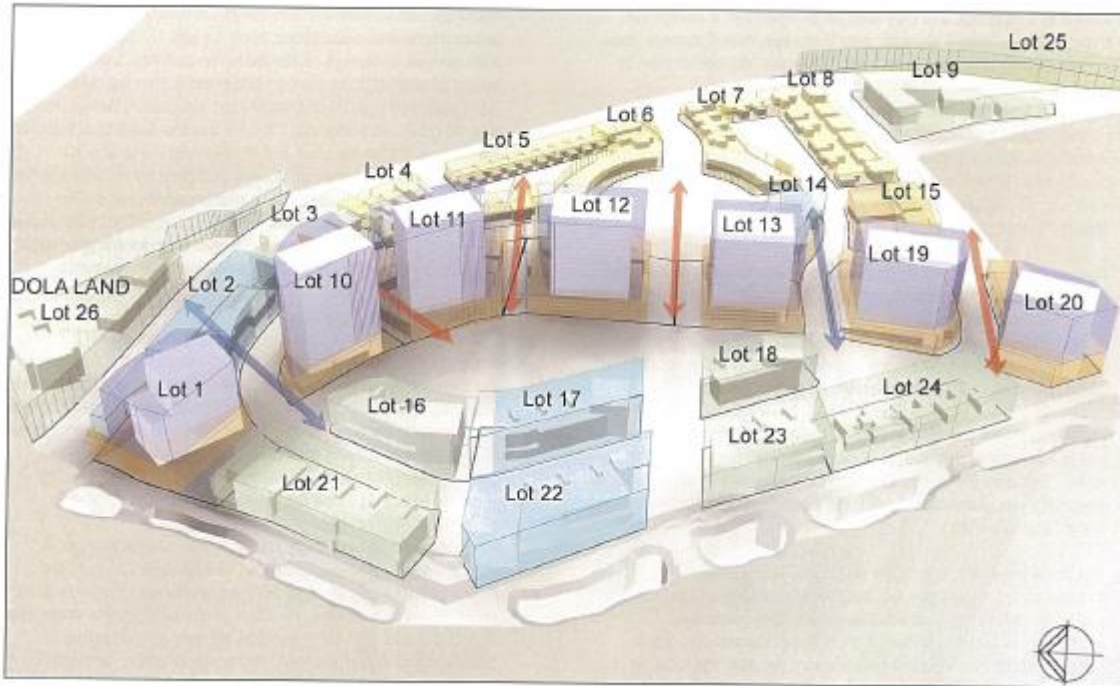 Lot 25
Lot 9
Lot 8
Lot 7
Lot 6
Lot 5
Lot 4
Lot 14
Lot 15
Lot 3
Lot 11
Lot 12
Lot 13
Lot 2
Lot 10
Lot 19
DOLA LAND
Lot 26
Lot 20
Lot 18
Lot 1
Lot 16
Lot 17
Lot 24
Lot 23
Lot 21
Lot 22